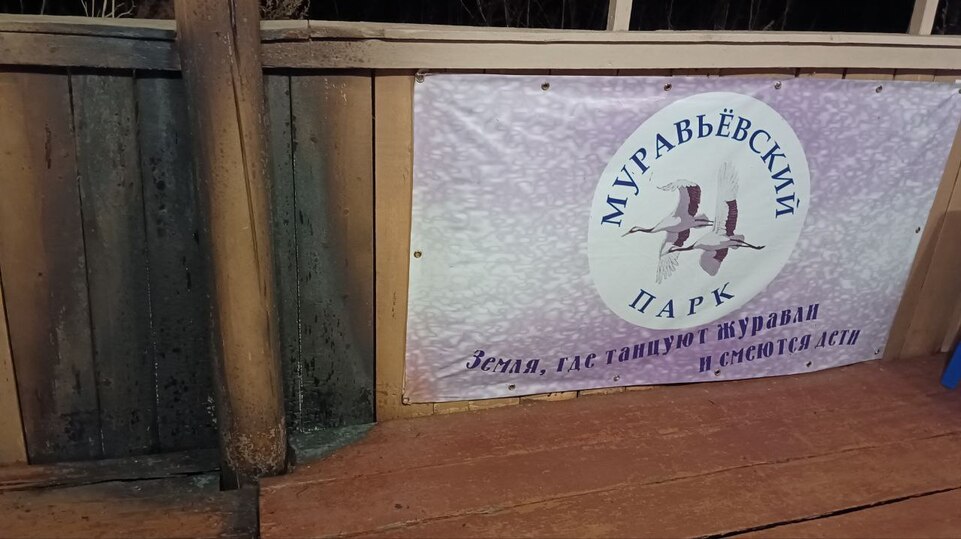 МУРАВЬЁВСКИЙ
ПАРК
Земля, где танцуют журавли
и смеются дети